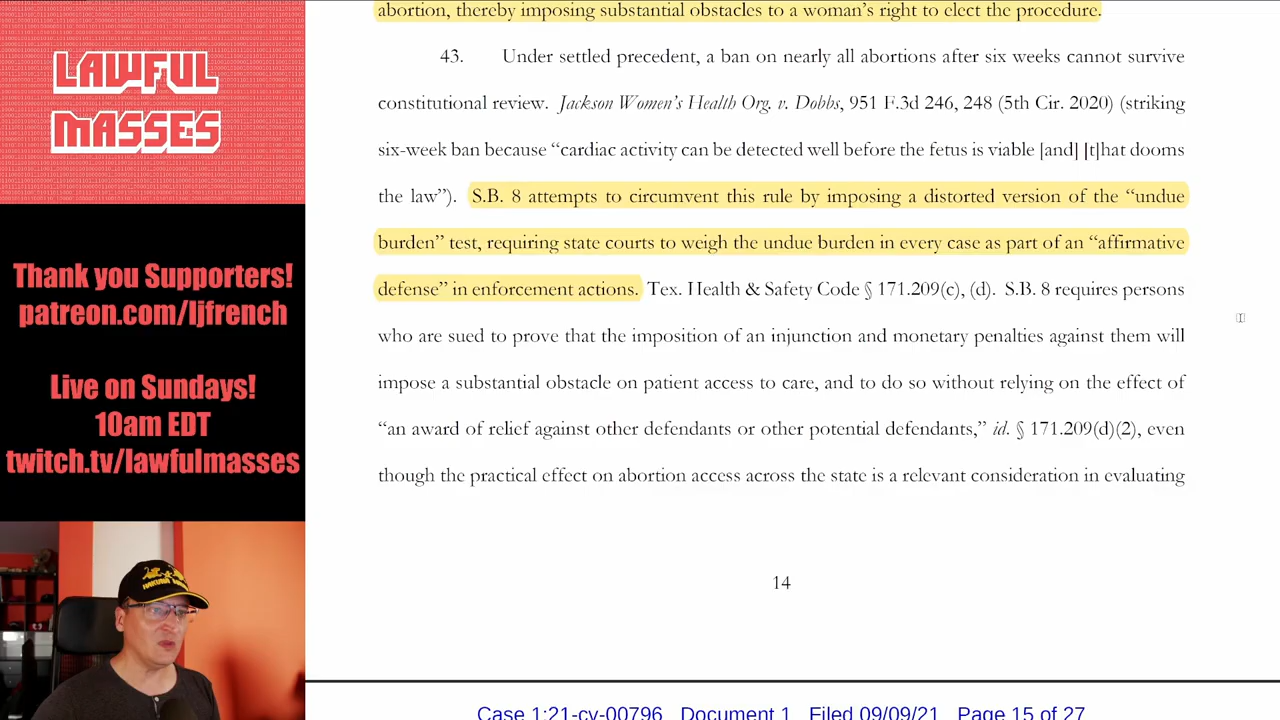 LAWFUL
MASSES
Thank you Supporters!
patreon.com/ljfrench
Live on Sundays!
10am EDT
twitch.tv/lawfulmasses
abortion, thereby imposing substantial obstacles to a woman’s right to elect the procedure.
43. Under settled precedent, a ban on nearly all abortions after six weeks cannot survive
constitutional review. Jackson Women’s Health Org. v. Dobbs, 951 F.3d 246, 248 (5th Cir. 2020) (striking
six-week ban because “cardiac activity can be detected well before the fetus is viable [and] [t]hat dooms
the law”). S.B. 8 attempts to circumvent this rule by imposing a distorted version of the “undue
burden” test, requiring state courts to weigh the undue burden in every case as part of an “affirmative
defense” in enforcement actions. Tex. Health & Safety Code § 171.209(c), (d). S.B. 8 requires persons
who are sued to prove that the imposition of an injunction and monetary penalties against them will
impose a substantial obstacle on patient access to care, and to do so without relying on the effect of
“an award of relief against other defendants or other potential defendants,” id. § 171.209(d)(2), even
though the practical effect on abortion access across the state is a relevant consideration in evaluating
14
Case 1:21-cv-00796 Document 1 Filed 09/09/21 Page 15 of 27